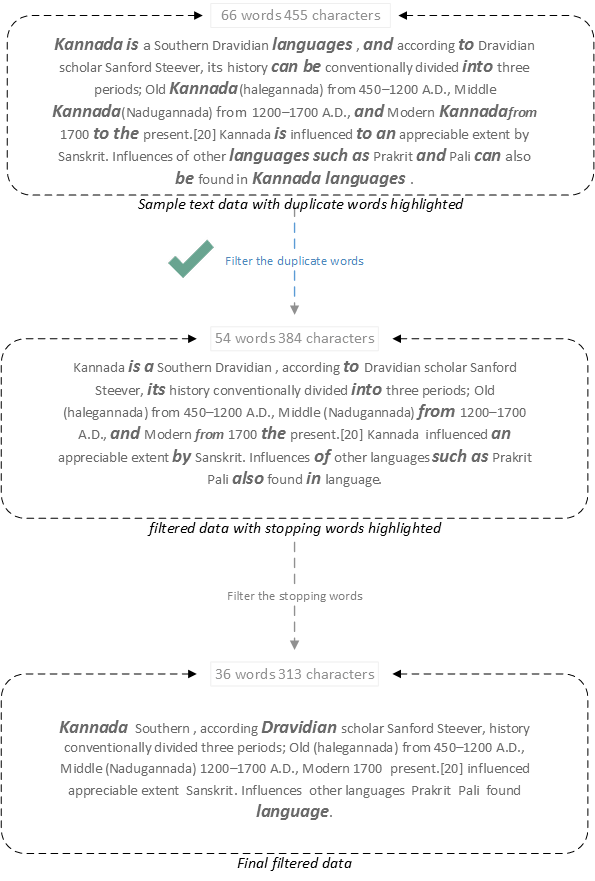 66 words 455 characters
Kannada is a Southern Dravidian languages , and according to Dravidian
scholar Sanford Steever, its history can be conventionally divided into three
periods; Old Kannada (halegannada) from 450–1200 A.D., Middle
Kannada (Nadugannada) from 1200–1700 A.D., and Modern Kannada from
1700 to the present.[20] Kannada is influenced to an appreciable extent by
Sanskrit. Influences of other languages such as Prakrit and Pali can also
be found in Kannada languages .
Sample text data with duplicate words highlighted
Filter the duplicate words
54 words 384 characters
Kannada is a Southern Dravidian , according to Dravidian scholar Sanford
Steever, its history conventionally divided into three periods; Old
(halegannada) from 450–1200 A.D., Middle (Nadugannada) from 1200–1700
A.D., and Modern from 1700 the present.[20] Kannada influenced an
appreciable extent by Sanskrit. Influences of other languages such as Prakrit
Pali also found in language.
filtered data with stopping words highlighted
Filter the stopping words
36 words 313 characters
Kannada Southern , according Dravidian scholar Sanford Steever, history
conventionally divided three periods; Old (halegannada) from 450–1200 A.D.,
Middle (Nadugannada) 1200–1700 A.D., Modern 1700 present.[20] influenced
appreciable extent Sanskrit. Influences other languages Prakrit Pali found
language.
Final filtered data